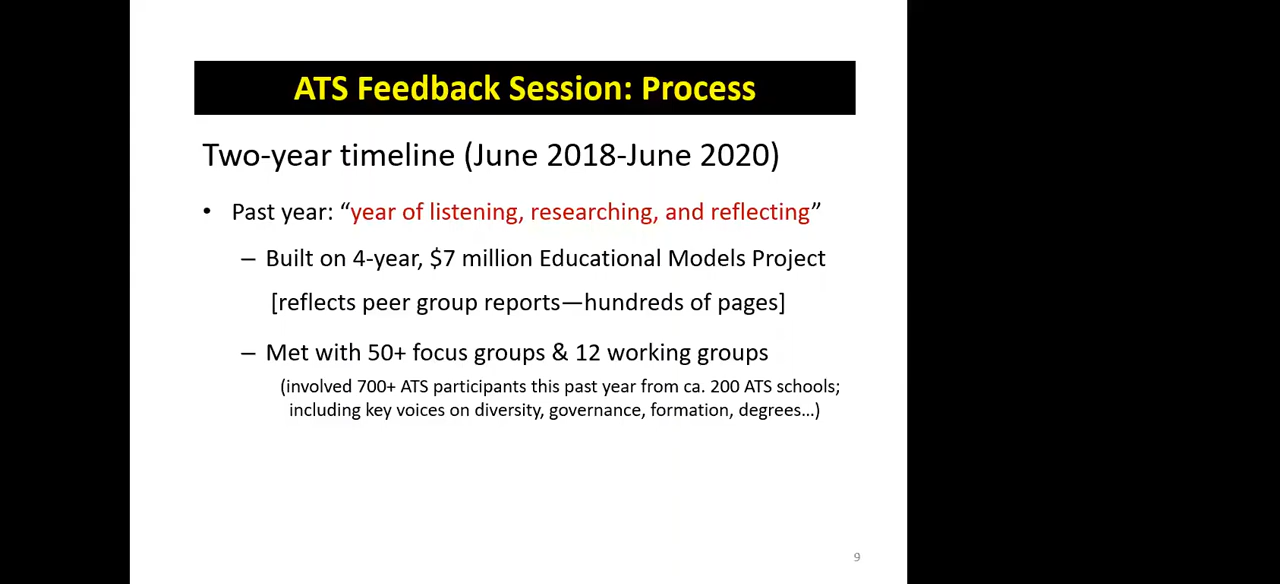 ATS Feedback Session: Process
Two-year timeline (June 2018-June 2020)
• Past year: “year of listening, researching, and reflecting”
– Built on 4-year, $7 million Educational Models Project
[reflects peer group reports—hundreds of pages]
– Met with 50+ focus groups & 12 working groups
(involved 700+ ATS participants this past year from ca. 200 ATS schools;
including key voices on diversity, governance, formation, degrees…)
9